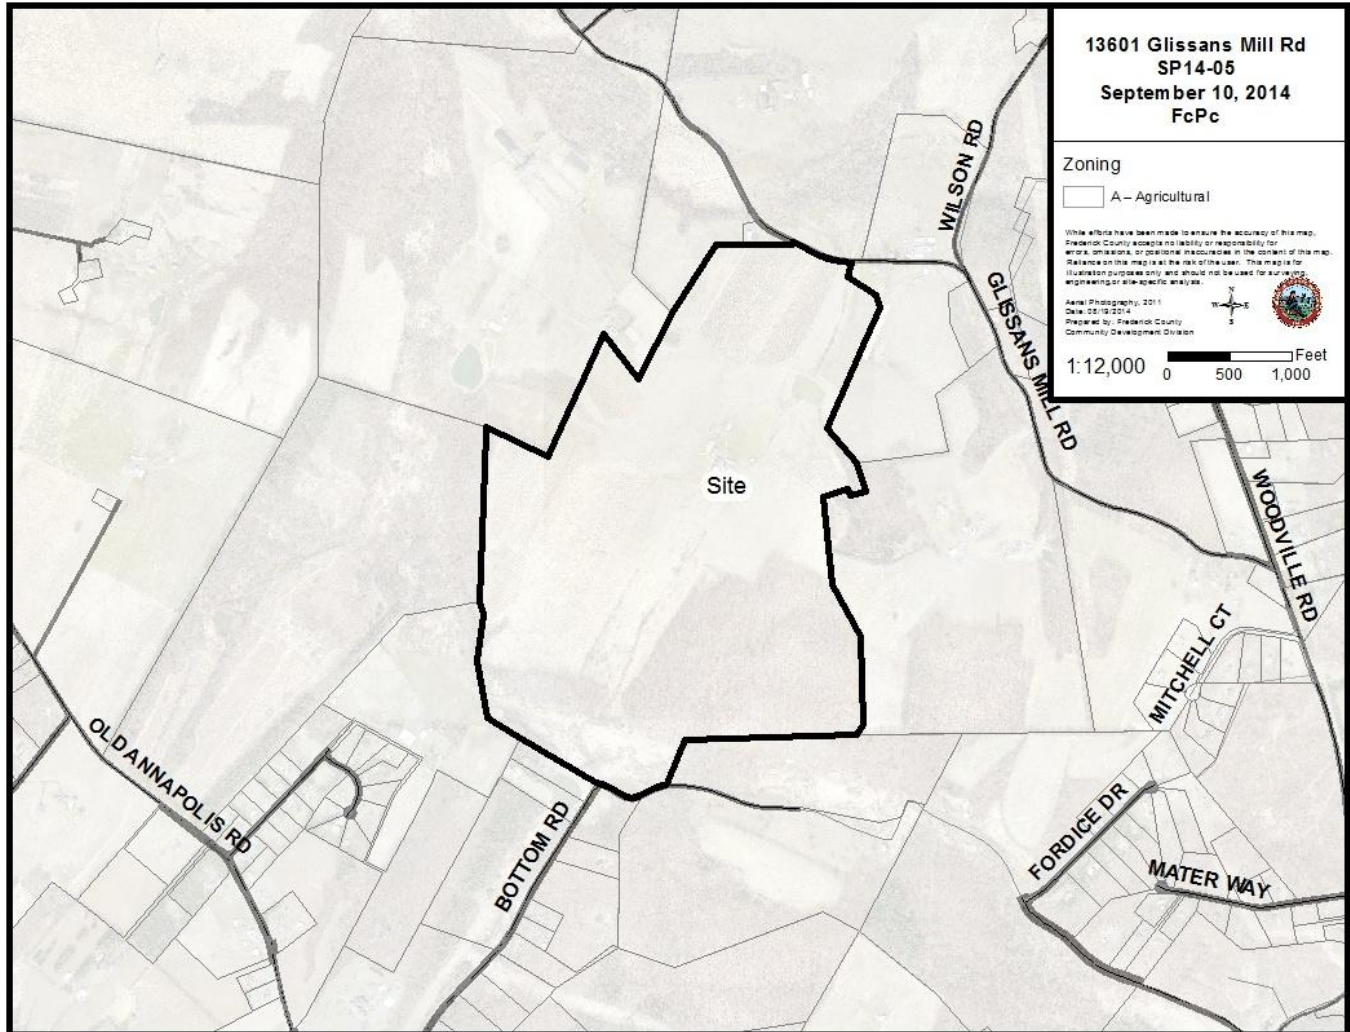 13601 Glissans Mill Rd
SP14-05
September 10, 2014
FcPc
Zoning
A – Agricultural
While efforts have been made to ensure the accuracy of this map,
Frederick County accepts no liability or responsibility for
errors, omissions, or positional inaccuracies in the content of this map.
Reliance on this map is at the risk of the user. This map is for
illustration purposes only and should not be used for surveying,
engineering, or site-specific analysis.
Aerial Photography, 2011
Date: 08/19/2014
Prepared by: Frederick County
Community Development Division
N
W E
S
1:12,000
Feet
0 500 1,000
WILSON RD
GLISSANS MILL RD
Site
WOODVILLE RD
MITCHELL CT
OLD ANNAPOLIS RD
BOTTOM RD
FORDICE DR
MATER WAY